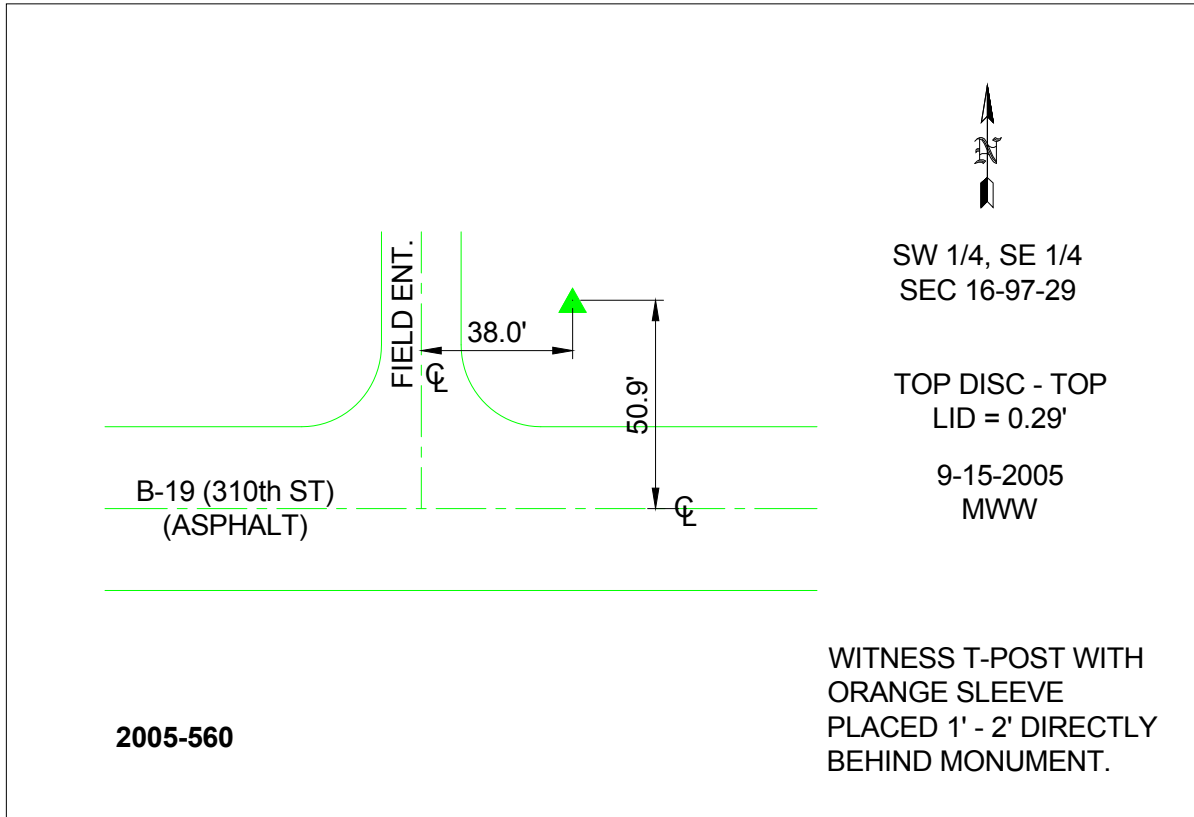 N
SW 1/4, SE 1/4
SEC 16-97-29
FIELD ENT.
38.0'
℄
50.9'
TOP DISC - TOP
LID = 0.29'
9-15-2005
MWW
B-19 (310th ST)
(ASPHALT)
℄
WITNESS T-POST WITH
ORANGE SLEEVE
PLACED 1' - 2' DIRECTLY
BEHIND MONUMENT.
2005-560